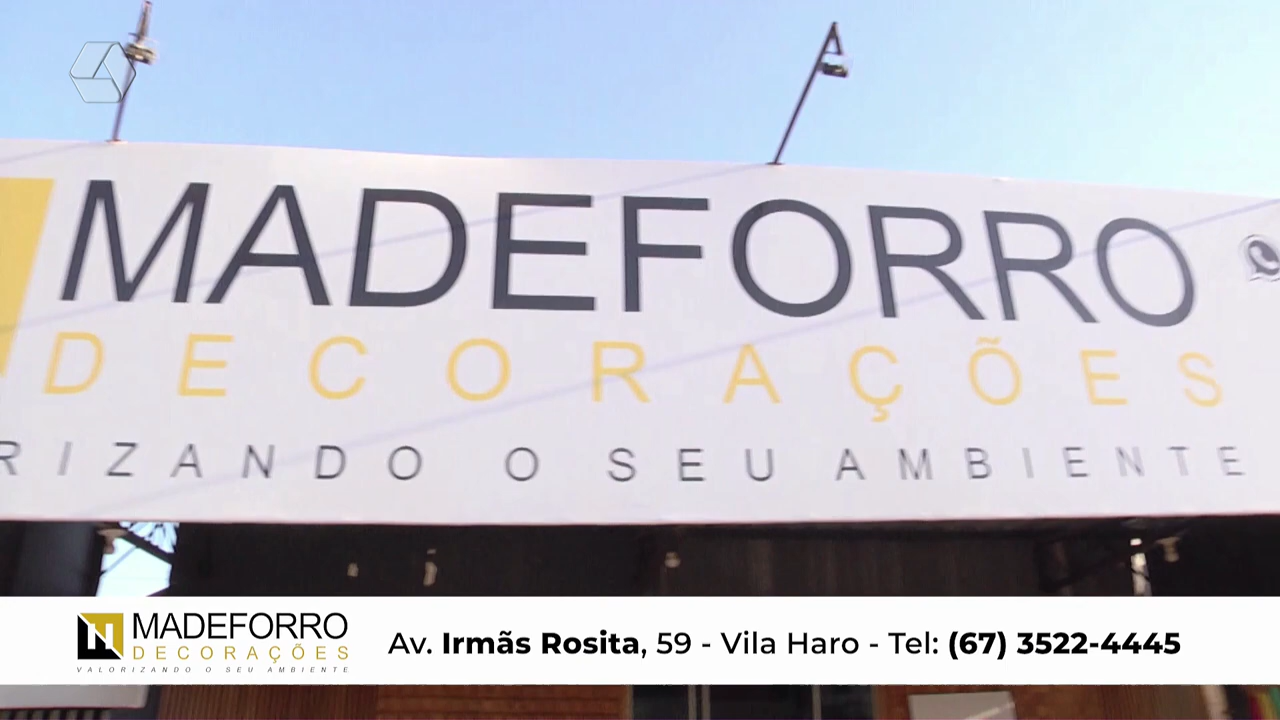 MADEFORRO
DECORAÇÕES
RIZANDO O SEU AMBIENTE
MADEFORRO
DECORAÇÕES
VALORIZANDO O SEU AMBIENTE
Av. Irmãs Rosita, 59 - Vila Haro - Tel: (67) 3522-4445